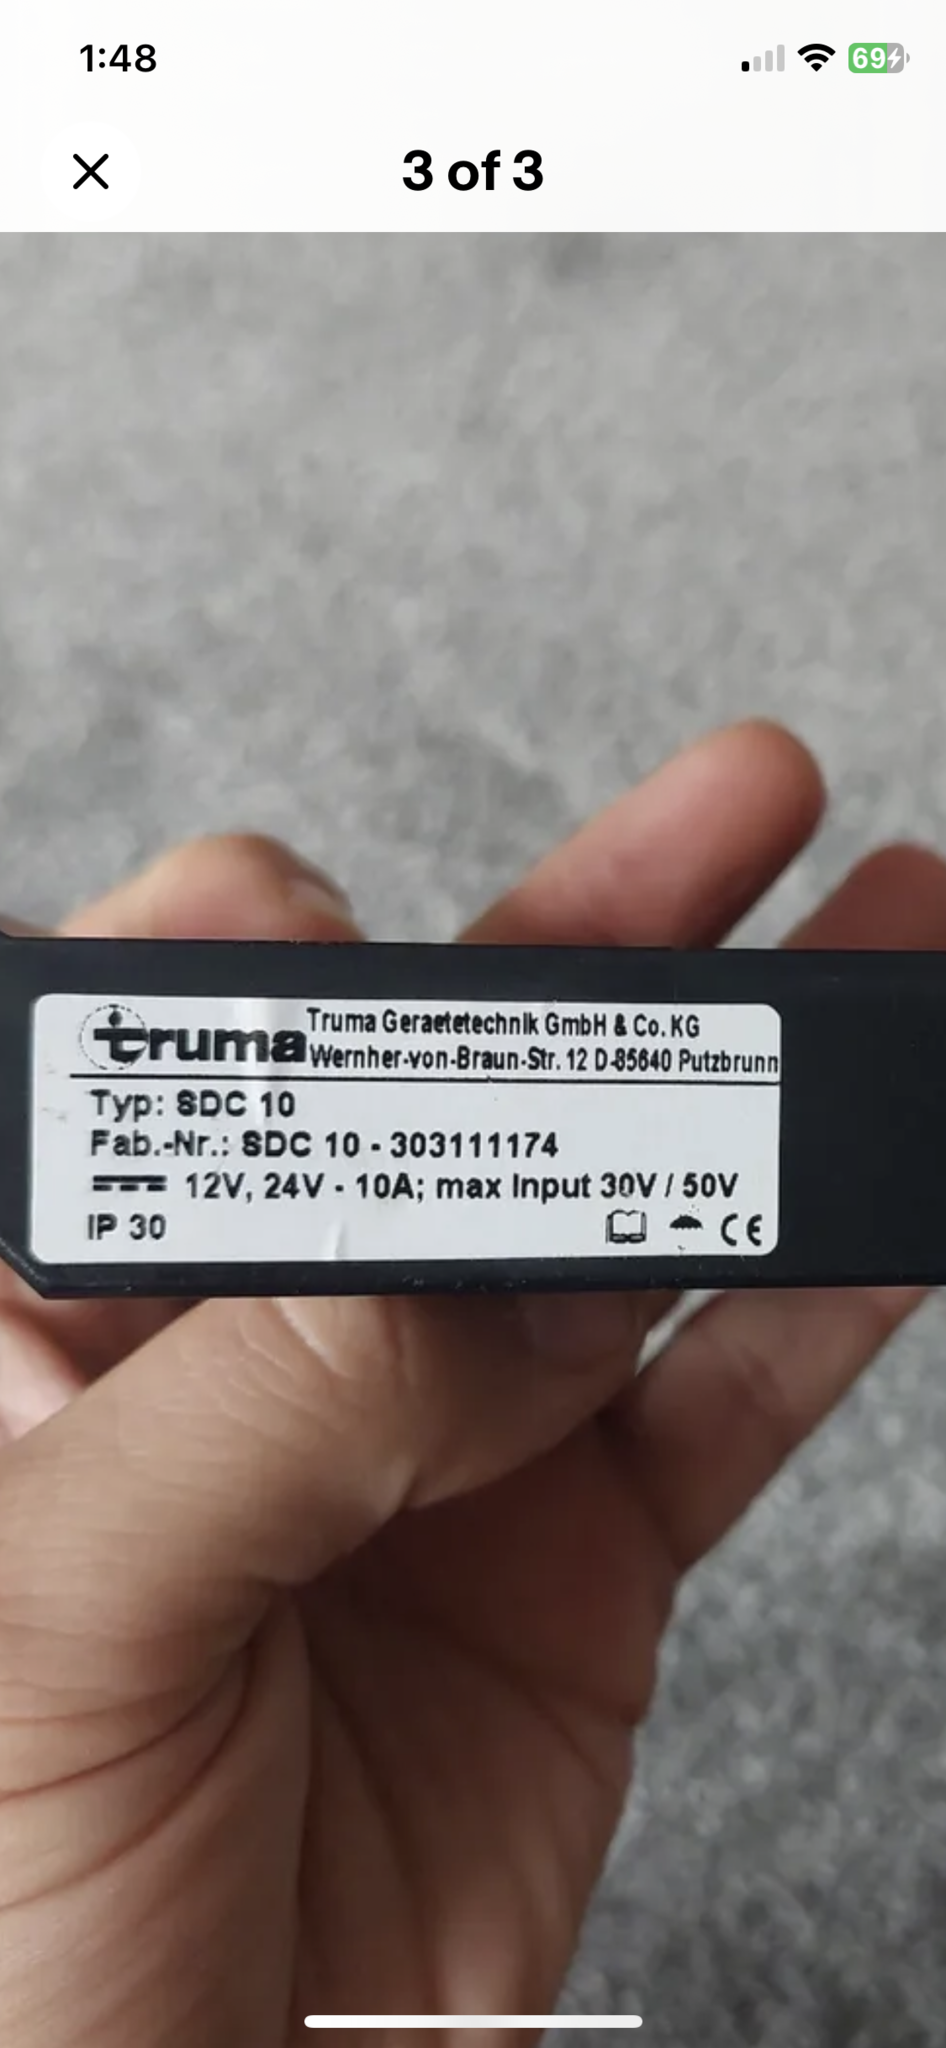 1:48
69
3 of 3
truma
Truma Geraetetechnik GmbH & Co. KG
Wernher-von-Braun-Str. 12 D-85640 Putzbrunn
Typ: SDC 10
Fab.-Nr.: SDC 10 - 303111174
12V, 24V - 10A; max Input 30V / 50V
IP 30
CE